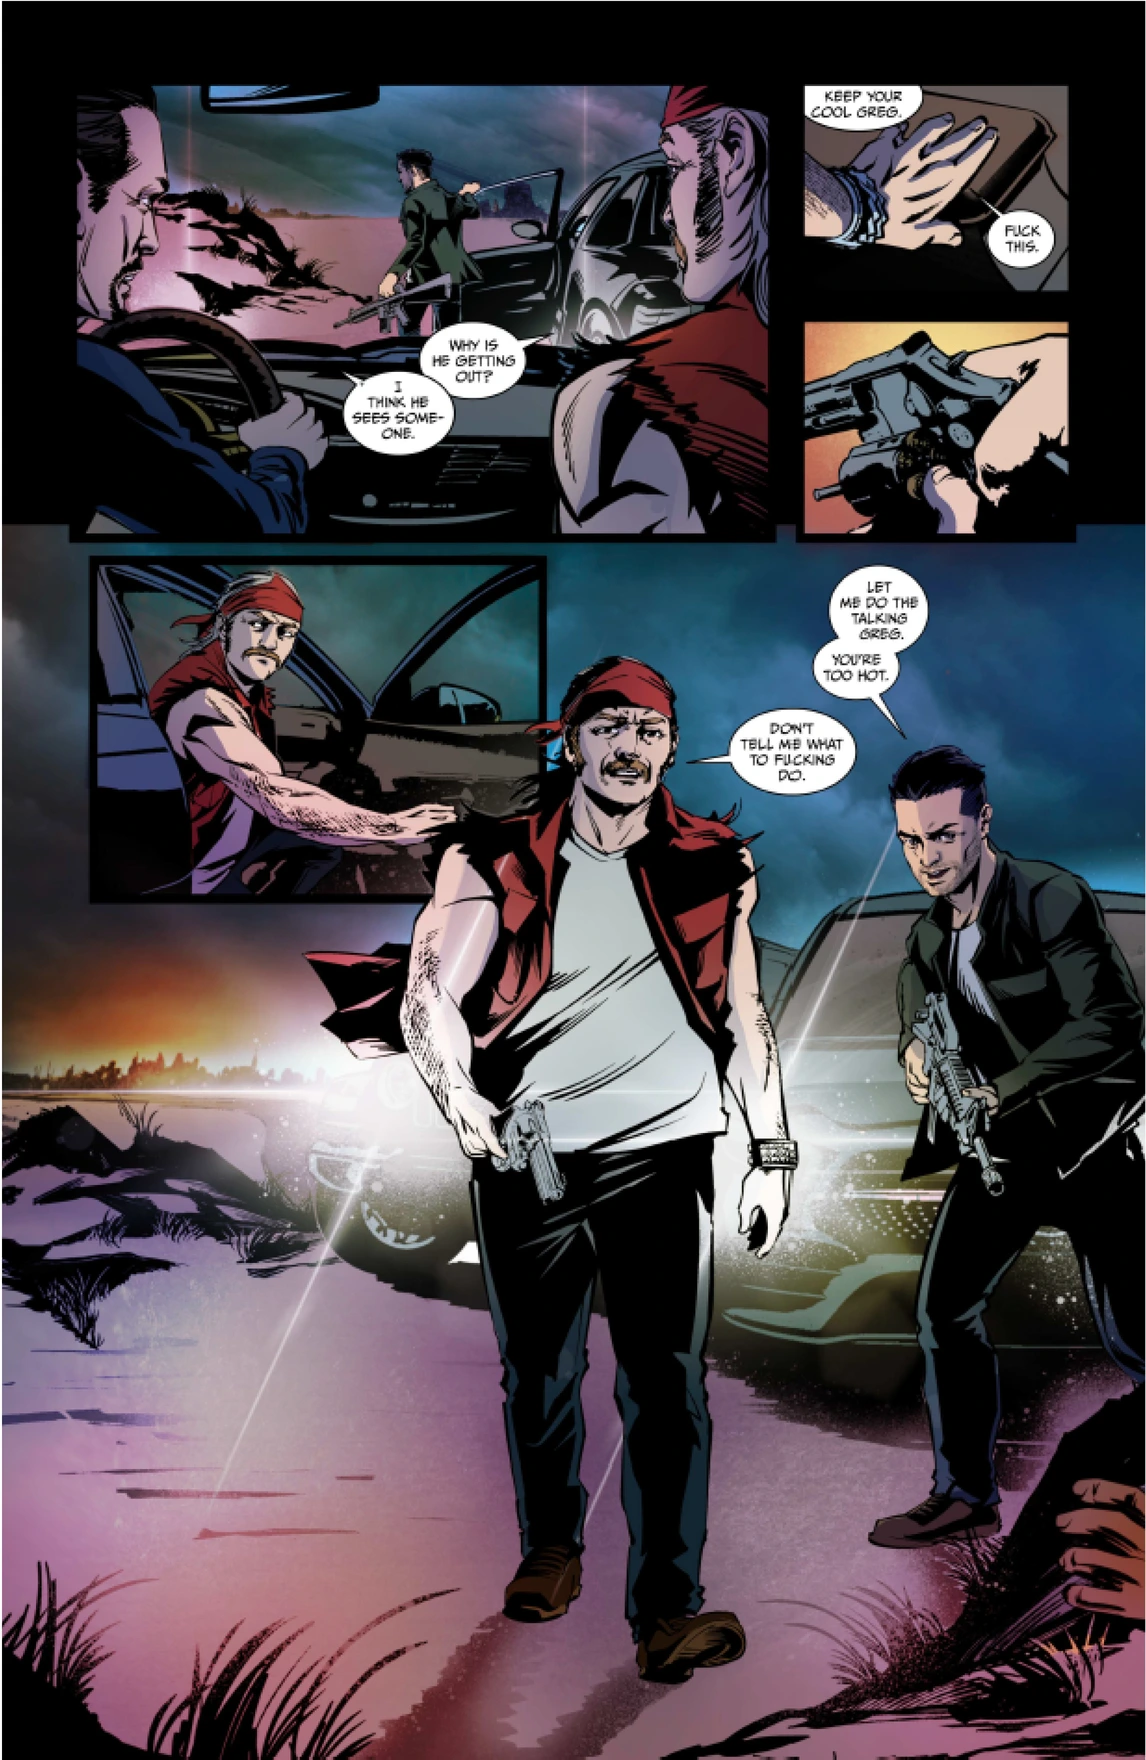 WHY IS
HE GETTING
OUT?
I
THINK HE
SEES SOME-
ONE.
KEEP YOUR
COOL GREG.
FUCK
THIS.
LET
ME DO THE
TALKING
GREG.
YOU'RE
TOO HOT.
DON'T
TELL ME WHAT
TO FUCKING
DO.